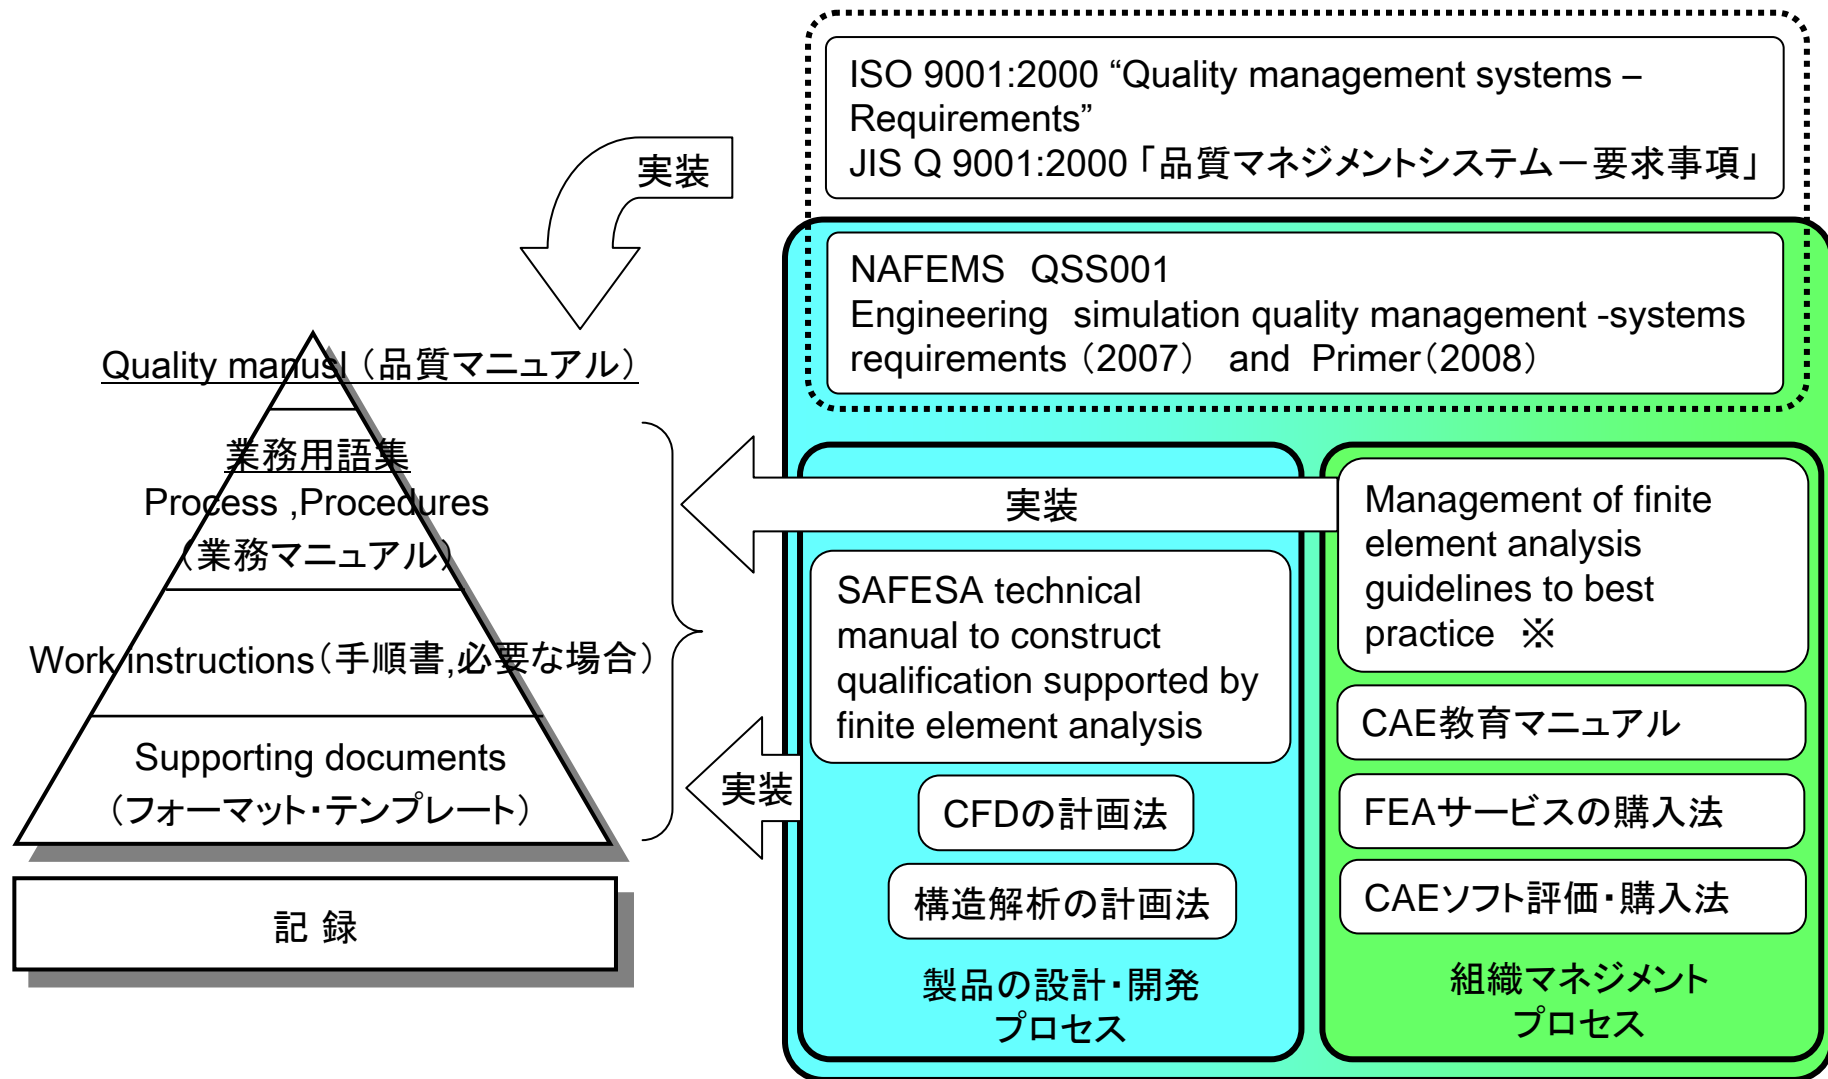 ISO 9001:2000 “Quality management systems –
Requirements”
JIS Q 9001:2000「品質マネジメントシステム－要求事項」
実装
NAFEMS QSS001
Engineering simulation quality management -systems
requirements（2007） and Primer（2008）
Quality manusl（品質マニュアル）
業務用語集
Process ,Procedures
（業務マニュアル）
Work instructions（手順書,必要な場合）
Supporting documents
（フォーマット・テンプレート）
記 録
実装
実装
SAFESA technical
manual to construct
qualification supported by
finite element analysis
CFDの計画法
構造解析の計画法
製品の設計・開発
プロセス
Management of finite
element analysis
guidelines to best
practice ※
CAE教育マニュアル
FEAサービスの購入法
CAEソフト評価・購入法
組織マネジメント
プロセス